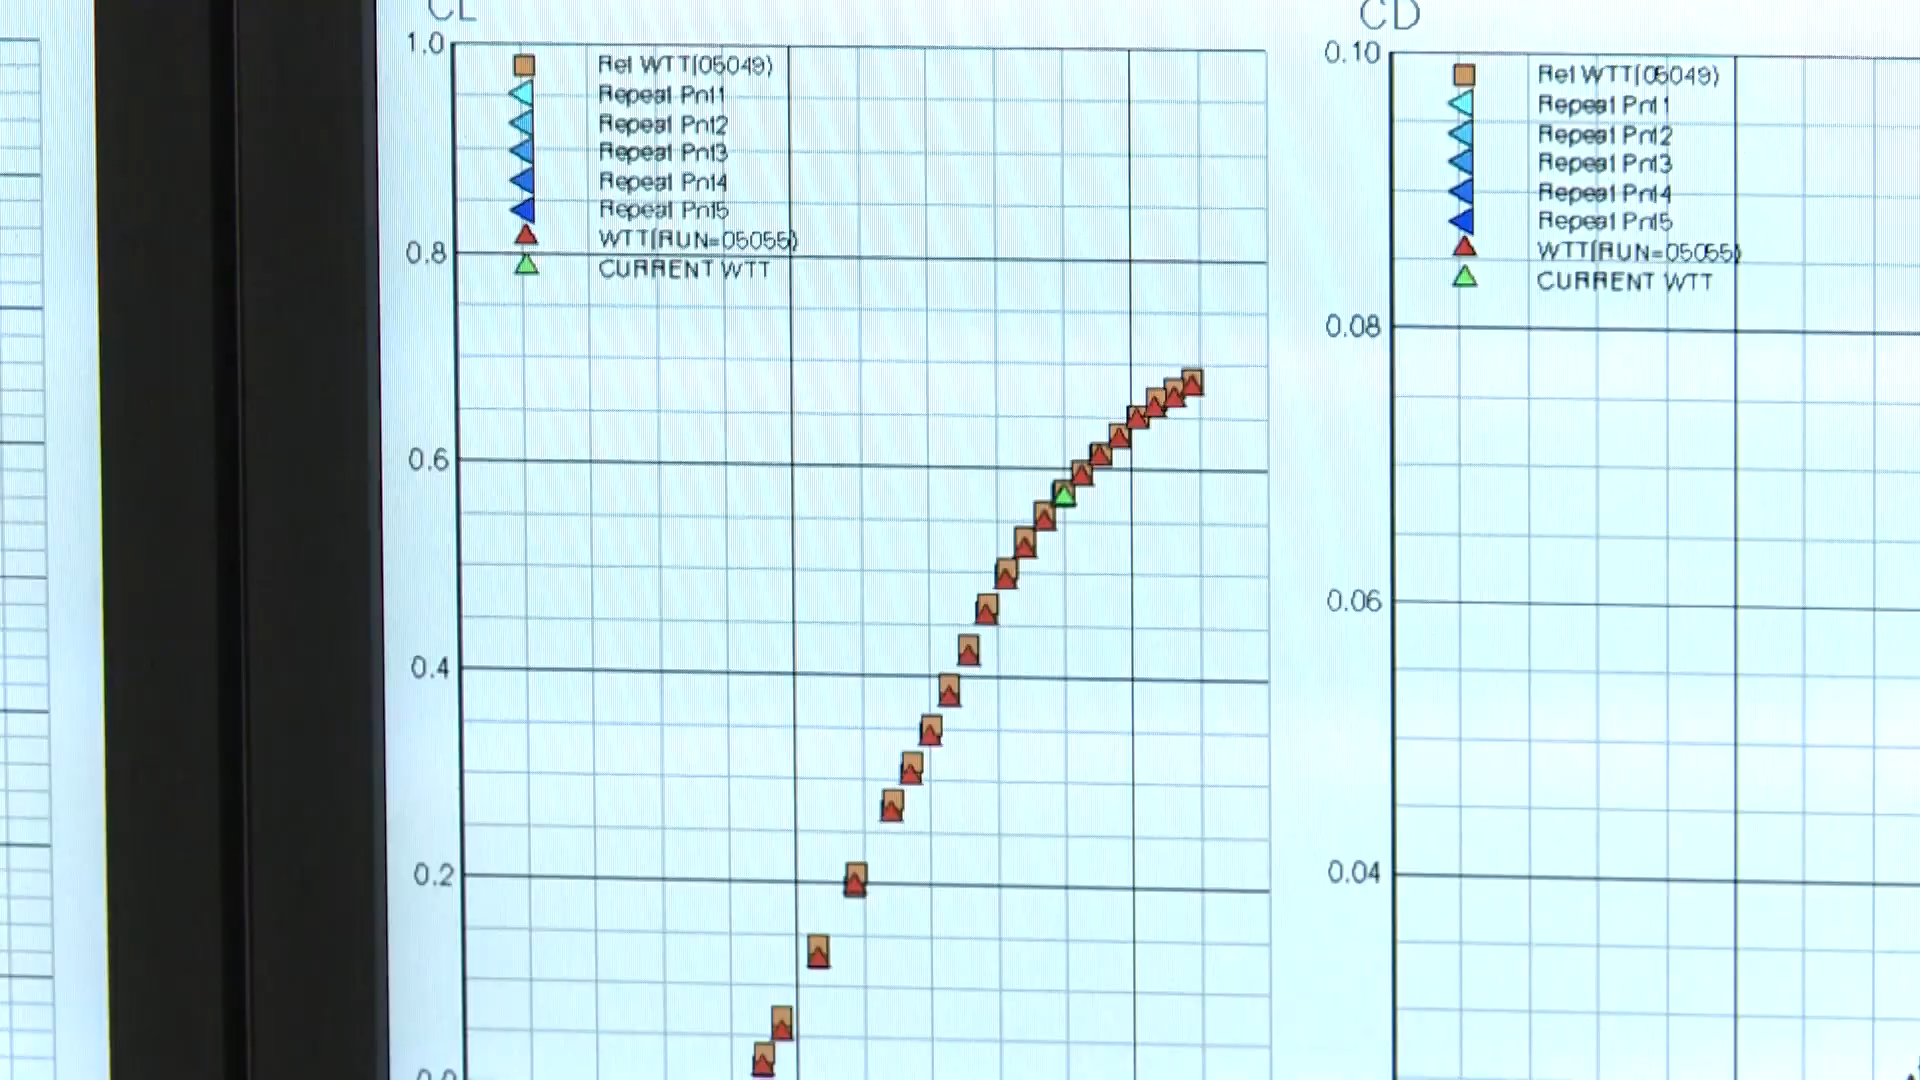 CL
1.0
Ref WTT(05049)
Repeat Pnt1
Repeat Pnt2
Repeat Pnt3
Repeat Pnt4
Repeat Pnt5
WTT(RUN=05055)
CURRENT WTT
0.8
0.6
0.4
0.2
0.0
CD
0.10
Ref WTT(05049)
Repeat Pnt1
Repeat Pnt2
Repeat Pnt3
Repeat Pnt4
Repeat Pnt5
WTT(RUN=05055)
CURRENT WTT
0.08
0.06
0.04